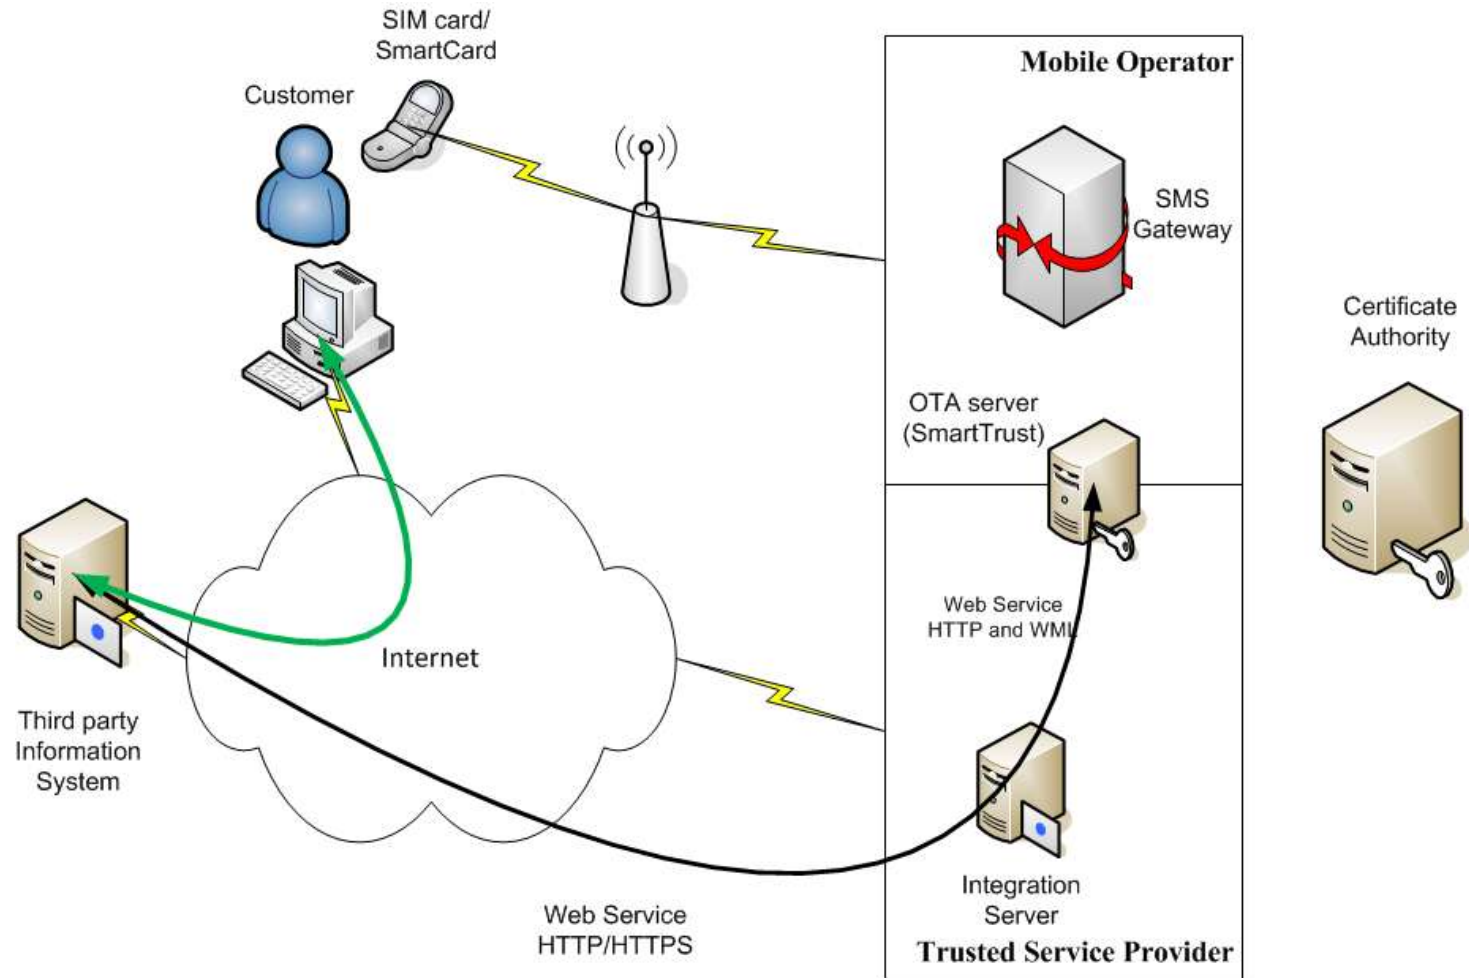 SIM card/
SmartCard
Customer
Mobile Operator
SMS
Gateway
Certificate
Authority
OTA server
(SmartTrust)
Web Service
HTTP and WML
Internet
Third party
Information
System
Integration
Server
Web Service
HTTP/HTTPS
Trusted Service Provider